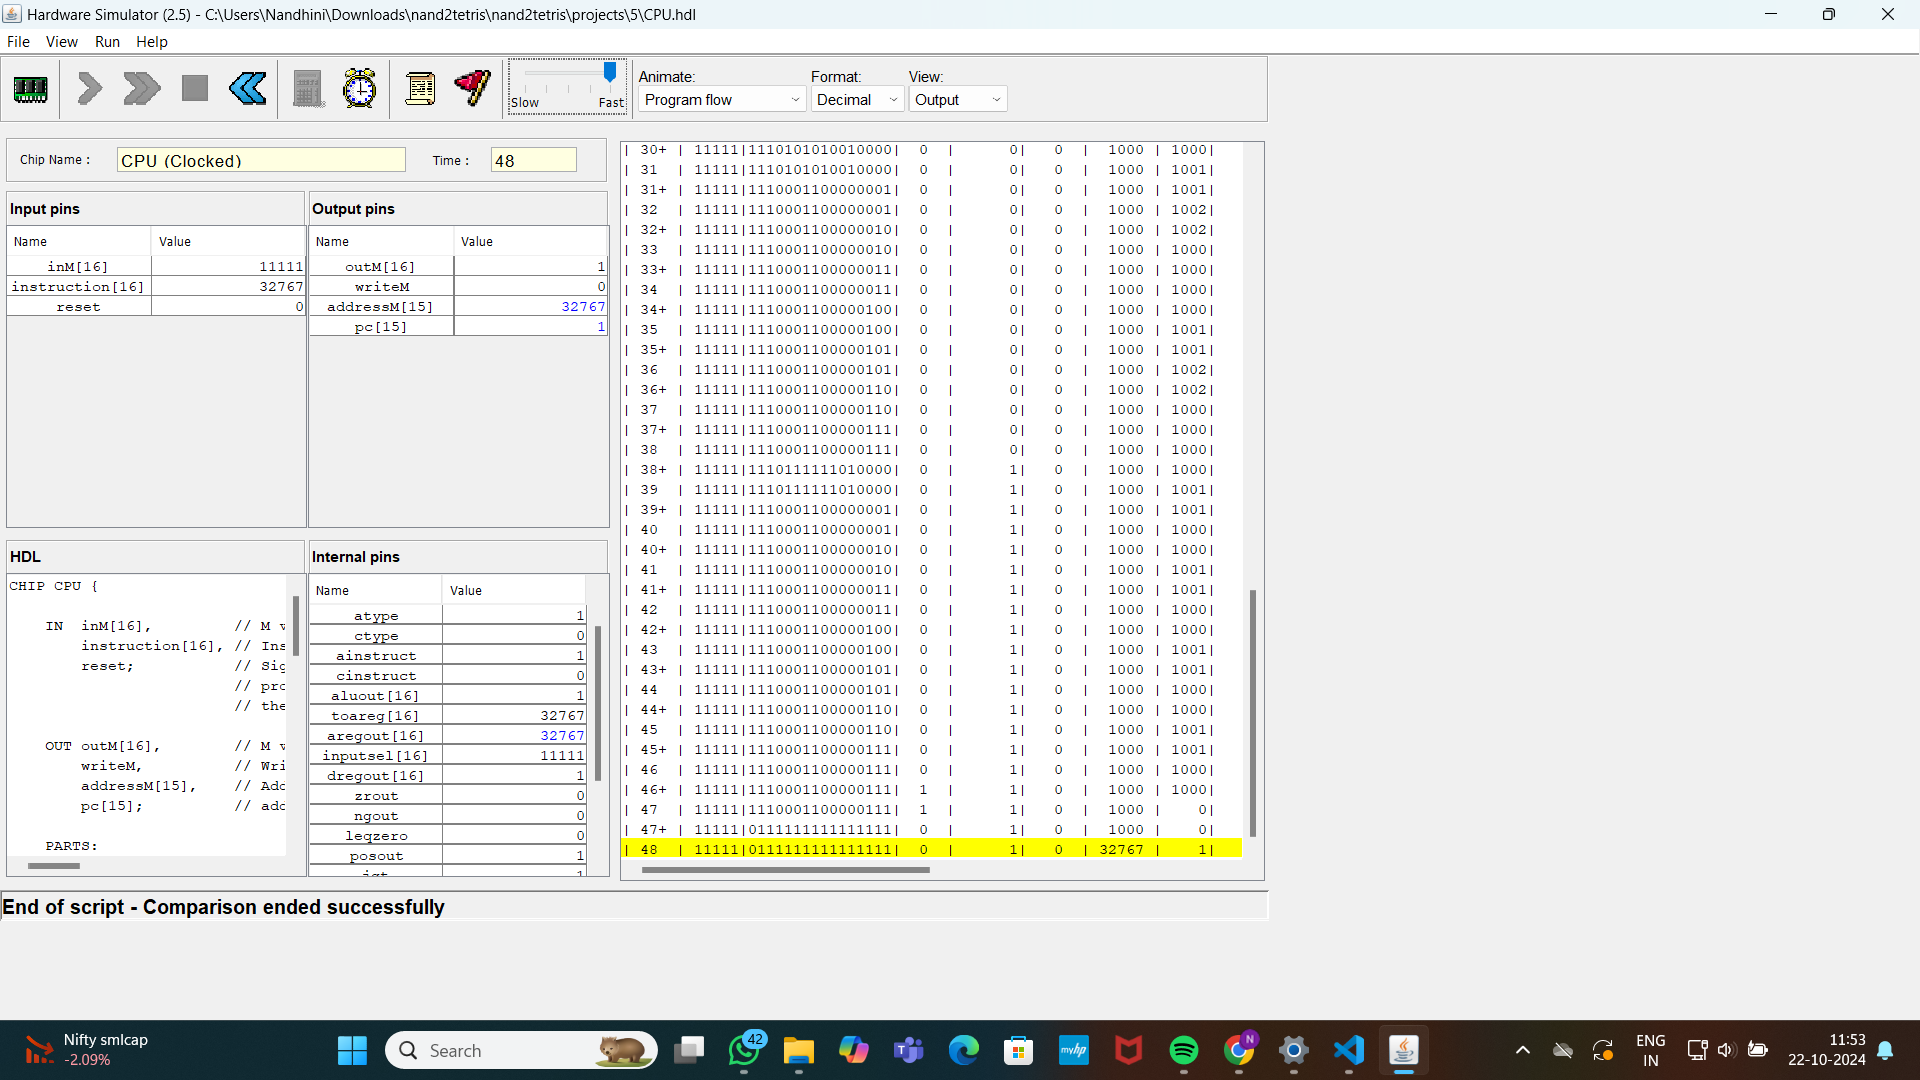 Hardware Simulator (2.5) - C:\Users\Nandhini\Downloads\nand2tetris\nand2tetris\projects\5\CPU.hdl
File View Run Help
Slow Fast
Animate: Format: View:
Program flow Decimal Output
Chip Name : CPU (Clocked) Time : 48
Input pins
Name Value
inM[16] 11111
instruction[16] 32767
reset 0
Output pins
Name Value
outM[16] 1
writeM 0
addressM[15] 32767
pc[15] 1
HDL
CHIP CPU {
IN inM[16], // M v
instruction[16], // Ins
reset; // Sig
// pro
// the
OUT outM[16], // M v
writeM, // Wri
addressM[15], // Add
pc[15]; // add
PARTS:
Internal pins
Name Value
atype 1
ctype 0
ainstruct 1
cinstruct 0
aluout[16] 1
toareg[16] 32767
aregout[16] 32767
inputsel[16] 11111
dregout[16] 1
zrout 0
ngout 0
leqzero 0
posout 1
jgt 1
| 30+ | 11111|1110101010010000| 0 | 0| 0 | 1000 | 1000|
| 31 | 11111|1110101010010000| 0 | 0| 0 | 1000 | 1001|
| 31+ | 11111|1110001100000001| 0 | 0| 0 | 1000 | 1001|
| 32 | 11111|1110001100000001| 0 | 0| 0 | 1000 | 1002|
| 32+ | 11111|1110001100000010| 0 | 0| 0 | 1000 | 1002|
| 33 | 11111|1110001100000010| 0 | 0| 0 | 1000 | 1000|
| 33+ | 11111|1110001100000011| 0 | 0| 0 | 1000 | 1000|
| 34 | 11111|1110001100000011| 0 | 0| 0 | 1000 | 1000|
| 34+ | 11111|1110001100000100| 0 | 0| 0 | 1000 | 1000|
| 35 | 11111|1110001100000100| 0 | 0| 0 | 1000 | 1001|
| 35+ | 11111|1110001100000101| 0 | 0| 0 | 1000 | 1001|
| 36 | 11111|1110001100000101| 0 | 0| 0 | 1000 | 1002|
| 36+ | 11111|1110001100000110| 0 | 0| 0 | 1000 | 1002|
| 37 | 11111|1110001100000110| 0 | 0| 0 | 1000 | 1000|
| 37+ | 11111|1110001100000111| 0 | 0| 0 | 1000 | 1000|
| 38 | 11111|1110001100000111| 0 | 0| 0 | 1000 | 1000|
| 38+ | 11111|1110111111010000| 0 | 1| 0 | 1000 | 1000|
| 39 | 11111|1110111111010000| 0 | 1| 0 | 1000 | 1001|
| 39+ | 11111|1110001100000001| 0 | 1| 0 | 1000 | 1001|
| 40 | 11111|1110001100000001| 0 | 1| 0 | 1000 | 1000|
| 40+ | 11111|1110001100000010| 0 | 1| 0 | 1000 | 1000|
| 41 | 11111|1110001100000010| 0 | 1| 0 | 1000 | 1001|
| 41+ | 11111|1110001100000011| 0 | 1| 0 | 1000 | 1001|
| 42 | 11111|1110001100000011| 0 | 1| 0 | 1000 | 1000|
| 42+ | 11111|1110001100000100| 0 | 1| 0 | 1000 | 1000|
| 43 | 11111|1110001100000100| 0 | 1| 0 | 1000 | 1001|
| 43+ | 11111|1110001100000101| 0 | 1| 0 | 1000 | 1001|
| 44 | 11111|1110001100000101| 0 | 1| 0 | 1000 | 1000|
| 44+ | 11111|1110001100000110| 0 | 1| 0 | 1000 | 1000|
| 45 | 11111|1110001100000110| 0 | 1| 0 | 1000 | 1001|
| 45+ | 11111|1110001100000111| 0 | 1| 0 | 1000 | 1001|
| 46 | 11111|1110001100000111| 0 | 1| 0 | 1000 | 1000|
| 46+ | 11111|1110001100000111| 1 | 1| 0 | 1000 | 1000|
| 47 | 11111|1110001100000111| 1 | 1| 0 | 1000 | 0|
| 47+ | 11111|0111111111111111| 0 | 1| 0 | 1000 | 0|
| 48 | 11111|0111111111111111| 0 | 1| 0 | 32767 | 1|
End of script - Comparison ended successfully
Nifty smlcap
-2.09%
Search
42
myhp
N
ENG
IN
11:53
22-10-2024